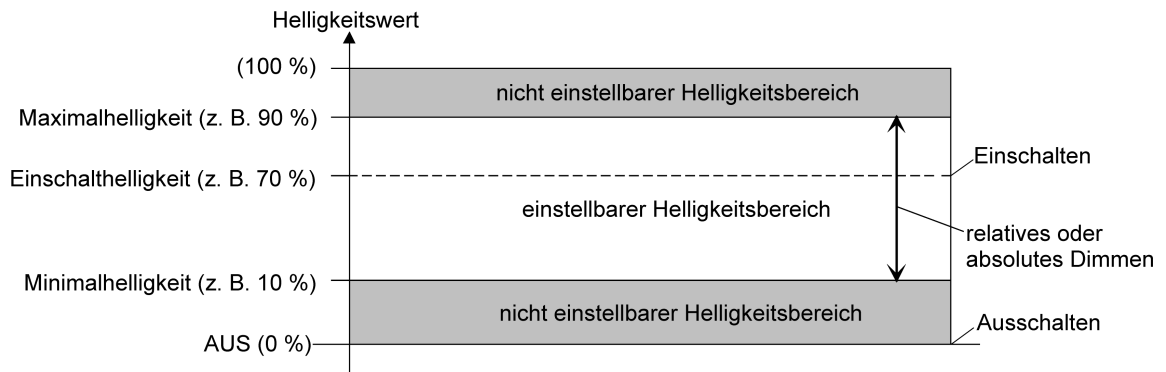 Helligkeitswert
(100 %)
nicht einstellbarer Helligkeitsbereich
Maximalhelligkeit (z. B. 90 %)
Einschalten
Einschalthelligkeit (z. B. 70 %)
einstellbarer Helligkeitsbereich
relatives oder
absolutes Dimmen
Minimalhelligkeit (z. B. 10 %)
nicht einstellbarer Helligkeitsbereich
Ausschalten
AUS (0 %)